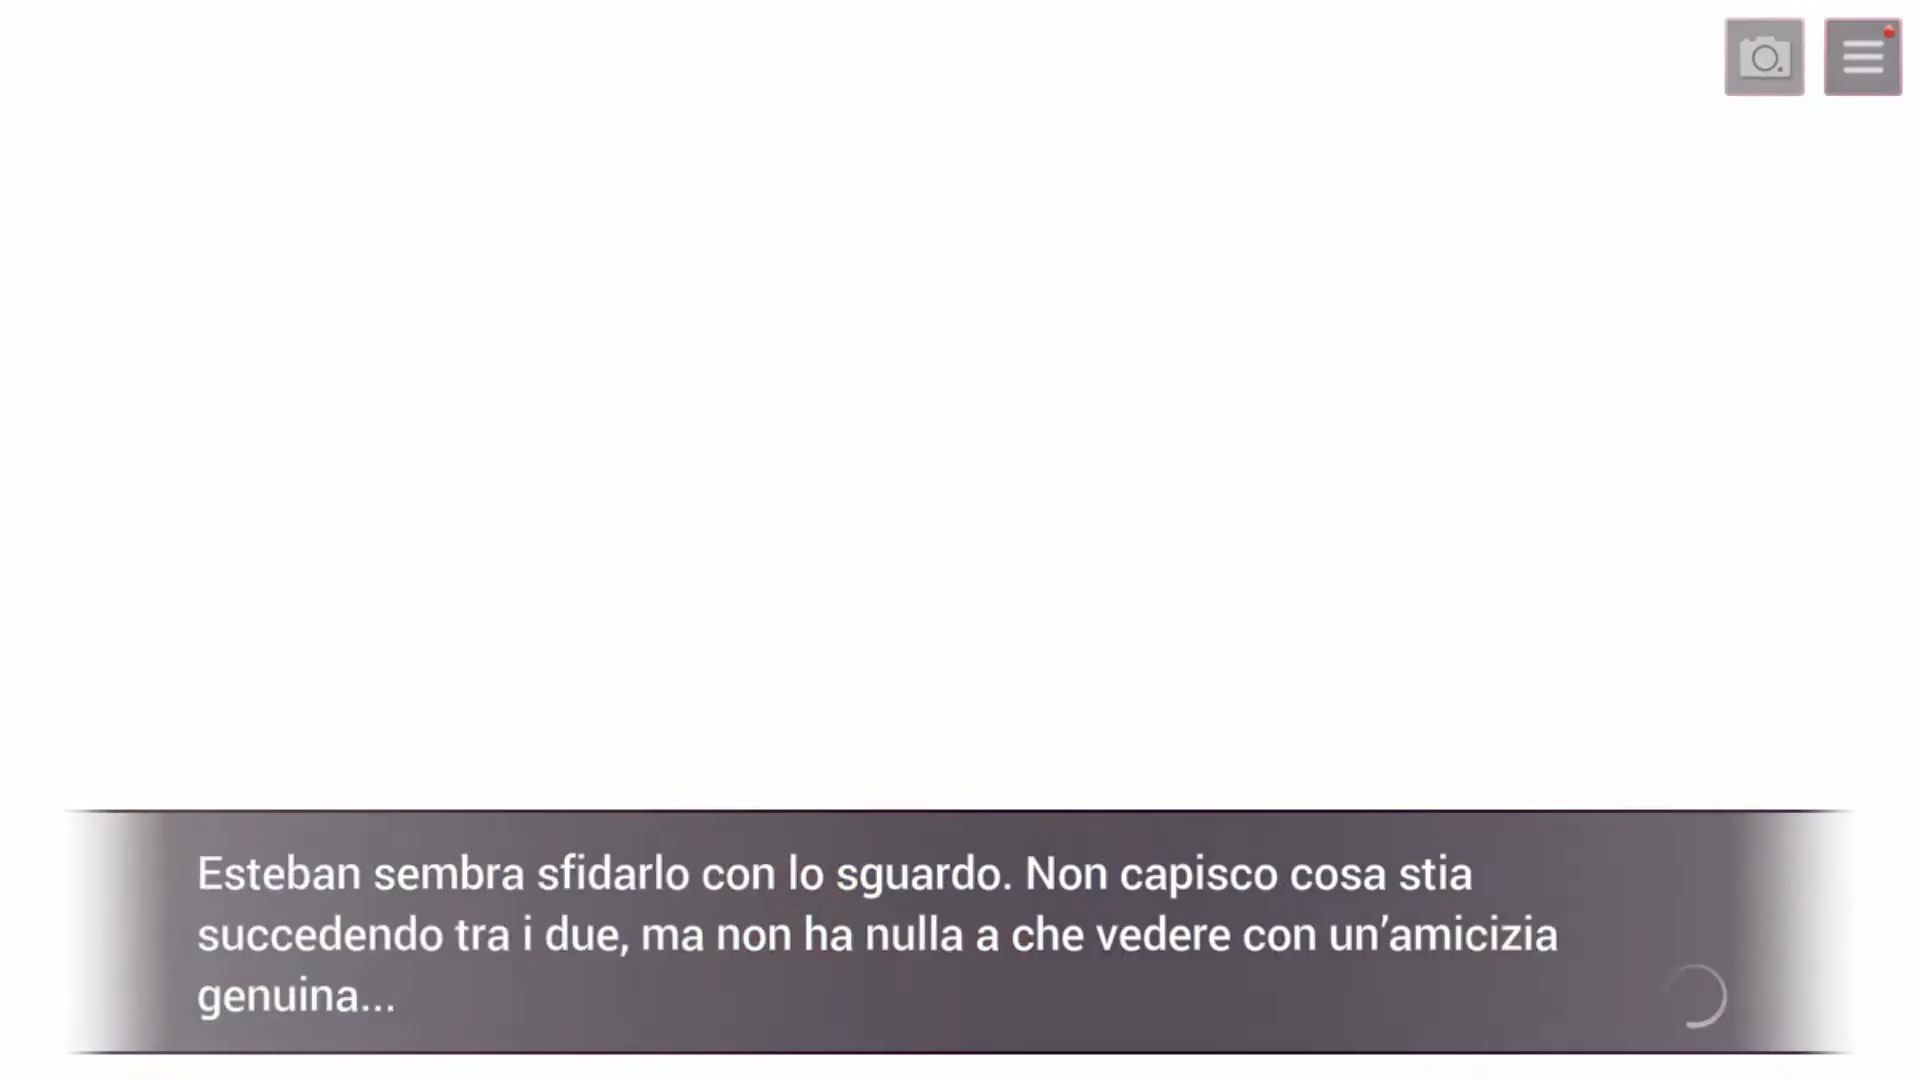 Esteban sembra sfidarlo con lo sguardo. Non capisco cosa stia
succedendo tra i due, ma non ha nulla a che vedere con un’amicizia
genuina...